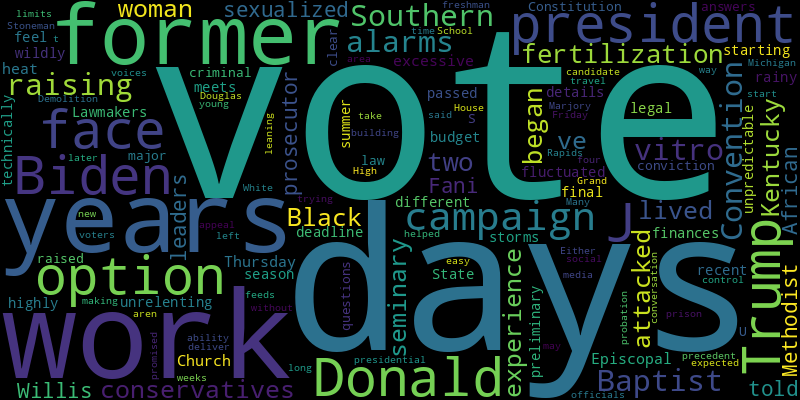 woman
sexualized
Southern
president
Constitution
freshman
answers
limits
Stoneman
feel
t
former
alarms
time
School
wildly
clear
fertilization
starting
heat
excessive
area
Michigan
voices
criminal
vote
candidate
travel
way
rainy
raising
meets
Demolition
Douglas
young
details
start
Lawmakers
summer
take
passed
House
s
began
Marjory
Friday
legal
face
leaning
building
said
budget
ve
vitro
unpredictable
technically
later
major
prosecutor
law
two
Rapids
four
conviction
Convention
Kentucky
Biden
High
Fani
fluctuated
Grand
final
White
trying
different
Many
J
lived
African
years
new
voters
leaders
appeal
left
Black
deadline
campaign
helped
storms
finances
raised
Thursday
season
days
easy
State
Either
social
media
attacked
conversation
recent
control
option
highly
making
unrelenting
feeds
without
questions
seminary
experience
preliminary
probation
prison
U
Trump
Methodist
work
aren
promised
ability
deliver
Church
weeks
long
presidential
may
Episcopal
precedent
expected
Willis
conservatives
Donald
officials
Baptist
told